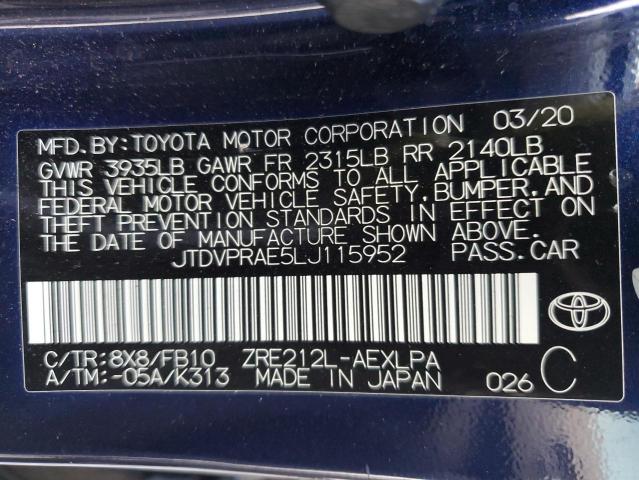 MFD.BY:TOYOTA MOTOR CORPORATION 03/20
GVWR 3935LB GAWR FR 2315LB RR 2140LB
THIS VEHICLE CONFORMS TO ALL APPLICABLE
FEDERAL MOTOR VEHICLE SAFETY,BUMPER,AND
THEFT PREVENTION STANDARDS IN EFFECT ON
THE DATE OF MANUFACTURE SHOWN ABOVE.
JTDVPRAE5LJ115952 PASS.CAR
C/TR:8X8/FB10 ZRE212L-AEXLPA
A/TM:-05A/K313 MADE IN JAPAN 026 C